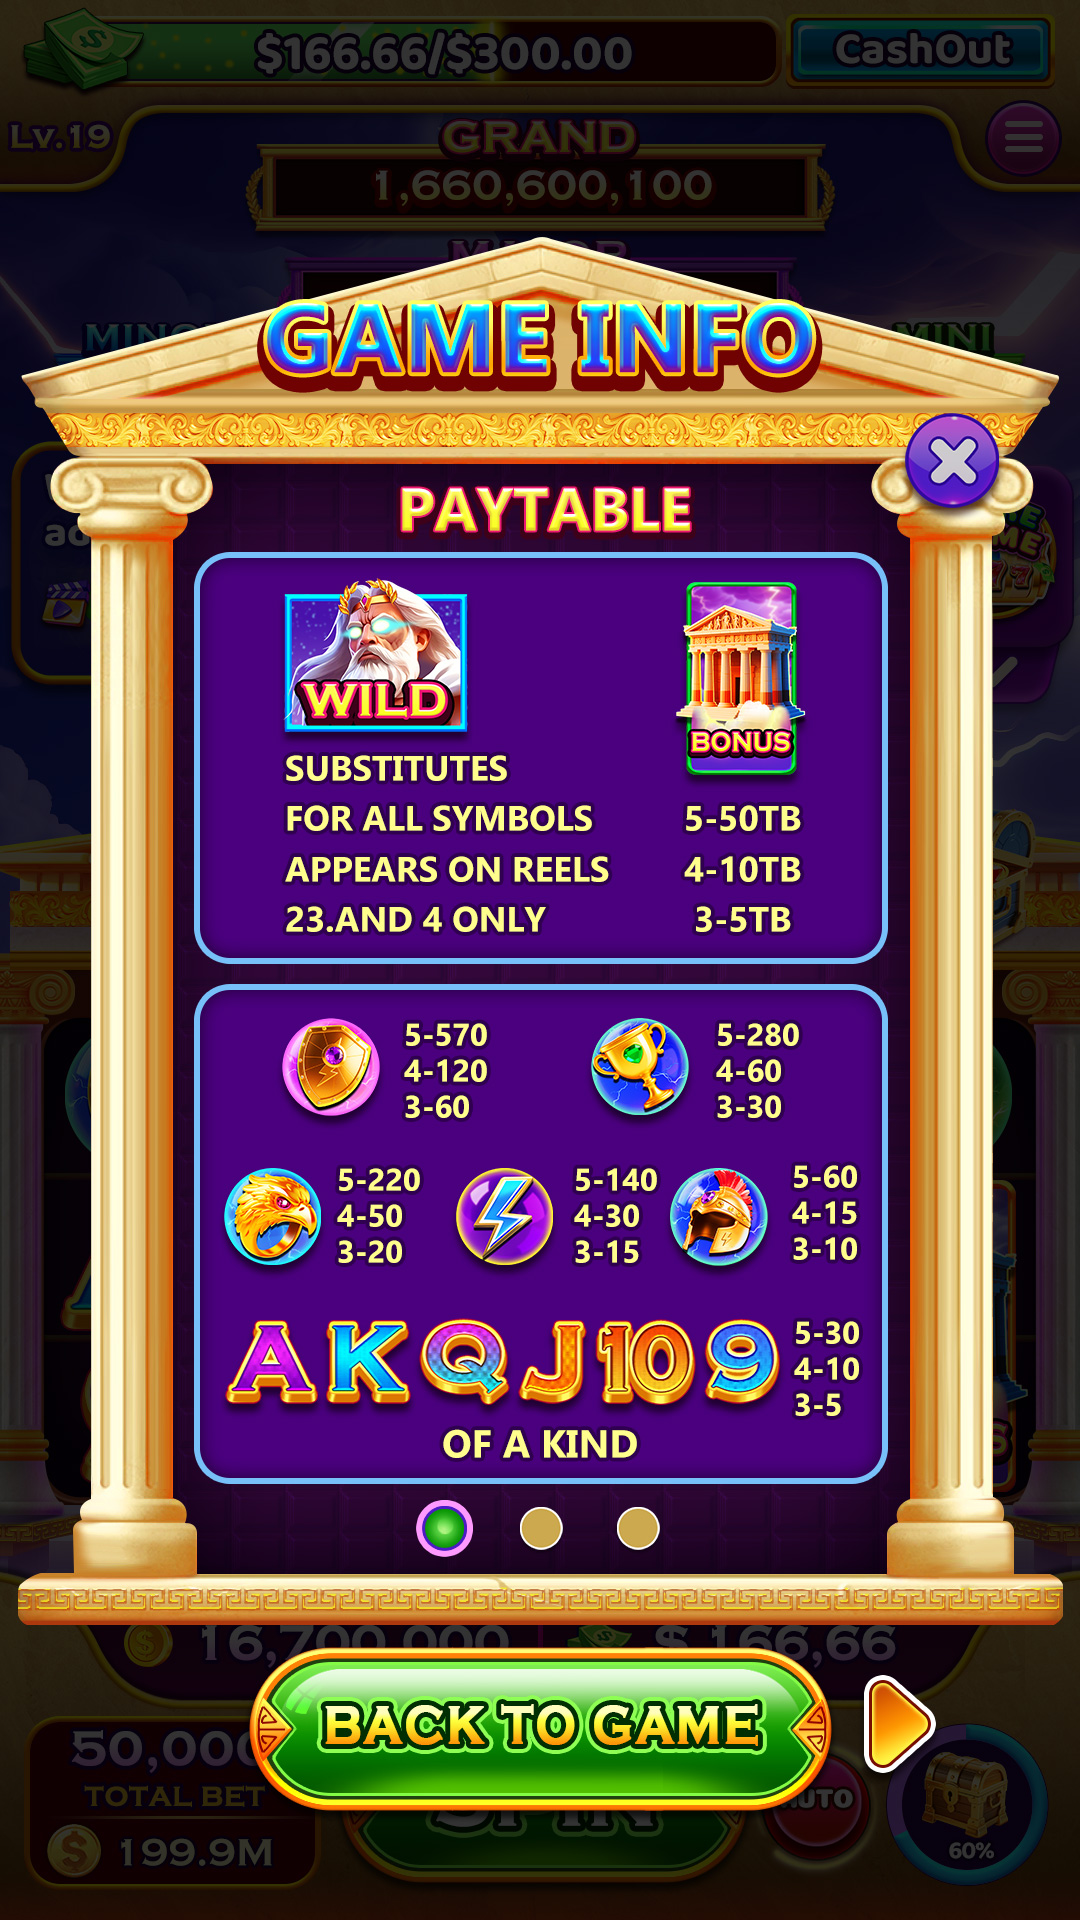 $166.66/$300.00
CashOut
Lv.19
GRAND
1,660,600,100
MINI
GAME INFO
PAYTABLE
WILD
BONUS
SUBSTITUTES
FOR ALL SYMBOLS
APPEARS ON REELS
23.AND 4 ONLY
5-50TB
4-10TB
3-5TB
5-570
4-120
3-60
5-280
4-60
3-30
5-220
4-50
3-20
5-140
4-30
3-15
5-60
4-15
3-10
A K Q J 10 9
5-30
4-10
3-5
OF A KIND
16,700,000
$ 166,66
BACK TO GAME
50,000
TOTAL BET
199.9M
SPIN
AUTO
60%